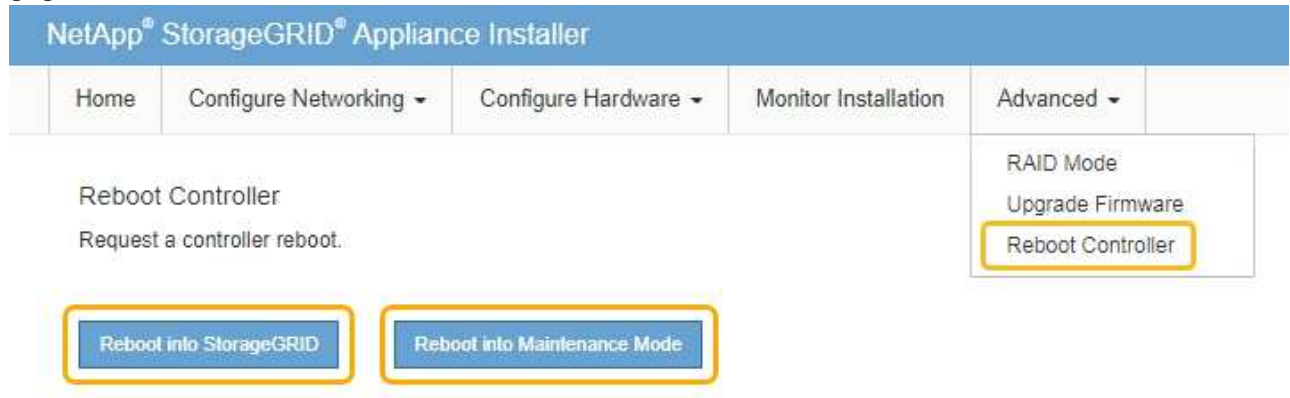 NetApp® StorageGRID® Appliance Installer
Home Configure Networking Configure Hardware Monitor Installation Advanced
RAID Mode
Upgrade Firmware
Reboot Controller
Reboot Controller
Request a controller reboot.
Reboot into StorageGRID Reboot into Maintenance Mode